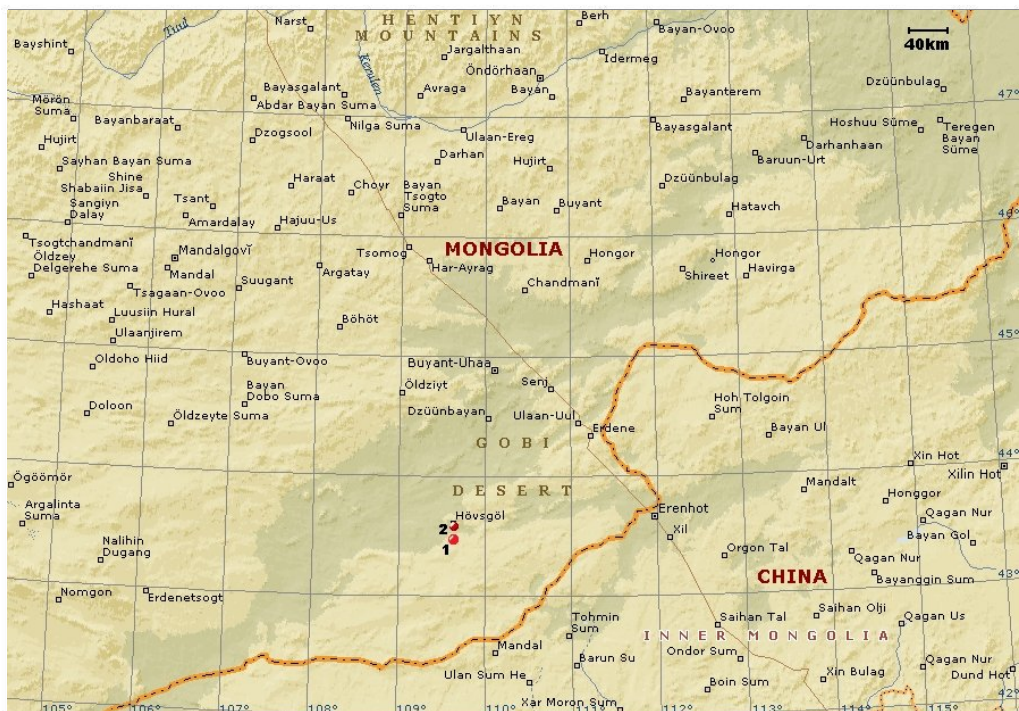 HENTIYN
MOUNTAINS
Berh
Narst
Tuul
Bayan-Ovoo
40km
Bayshint
Jargalthaan
Idermeg
Kerulen
Öndörhaan
Dzüünbulag
Bayasgalant
Avraga
Bayan
Bayanterem
47°
Mörön
Suma
Abdar Bayan Suma
Bayanbaraat
Nilga Suma
Bayasgalant
Hoshuu Süme
Teregen
Bayan
Süme
Dzogsool
Ulaan-Ereg
Darhanhaan
Hujirt
Sayhan Bayan Suma
Darhan
Hujirt
Baruun-Urt
Shine
Shabaiin Jisa
Haraat
Choyr
Bayan
Tsogto
Suma
Dzüünbulag
Sangiyn
Dalay
Tsant
Amardalay
Hajuu-Us
Bayan
Buyant
Hatavch
46°
Tsogtchandmanĭ
Öldzey
Delgerehe Suma
Mandalgovĭ
Mandal
Tsomog
MONGOLIA
Har-Ayrag
Hongor
Hongor
Argatay
Shireet
Havirga
Tsagaan-Ovoo
Suugant
Chandmanĭ
Hashaat
Luusiin Hural
Ulaanjirem
Böhöt
45°
Oldoho Hiid
Buyant-Ovoo
Buyant-Uhaa
Bayan
Dobo Suma
Öldziyt
Senj
Doloon
Öldzeyte Suma
Dzüünbayan
Ulaan-Uul
Erdene
Hoh Tolgoin
Sum
Bayan Ul
GOBI
44°
Xin Hot
Xilin Hot
Ögöömör
DESERT
Mandalt
Honggor
Argalinta
Suma
Hövsgöl
2
1
Erenhot
Xil
Qagan Nur
Bayan Gol
Nalihin
Dugang
Orgon Tal
Qagan Nur
CHINA
Bayanggin Sum
43°
Nomgon
Erdenetsogt
Tohmin
Sum
Saihan Tal
Saihan Olji
Qagan Us
INNER MONGOLIA
Mandal
Barun Su
Ondor Sum
Qagan Nur
Ulan Sum He
Xin Bulag
Dund Hot
Boin Sum
42°
Xar Moron Sum
105° 106° 107° 108° 109° 110° 111° 112° 113° 114° 115°